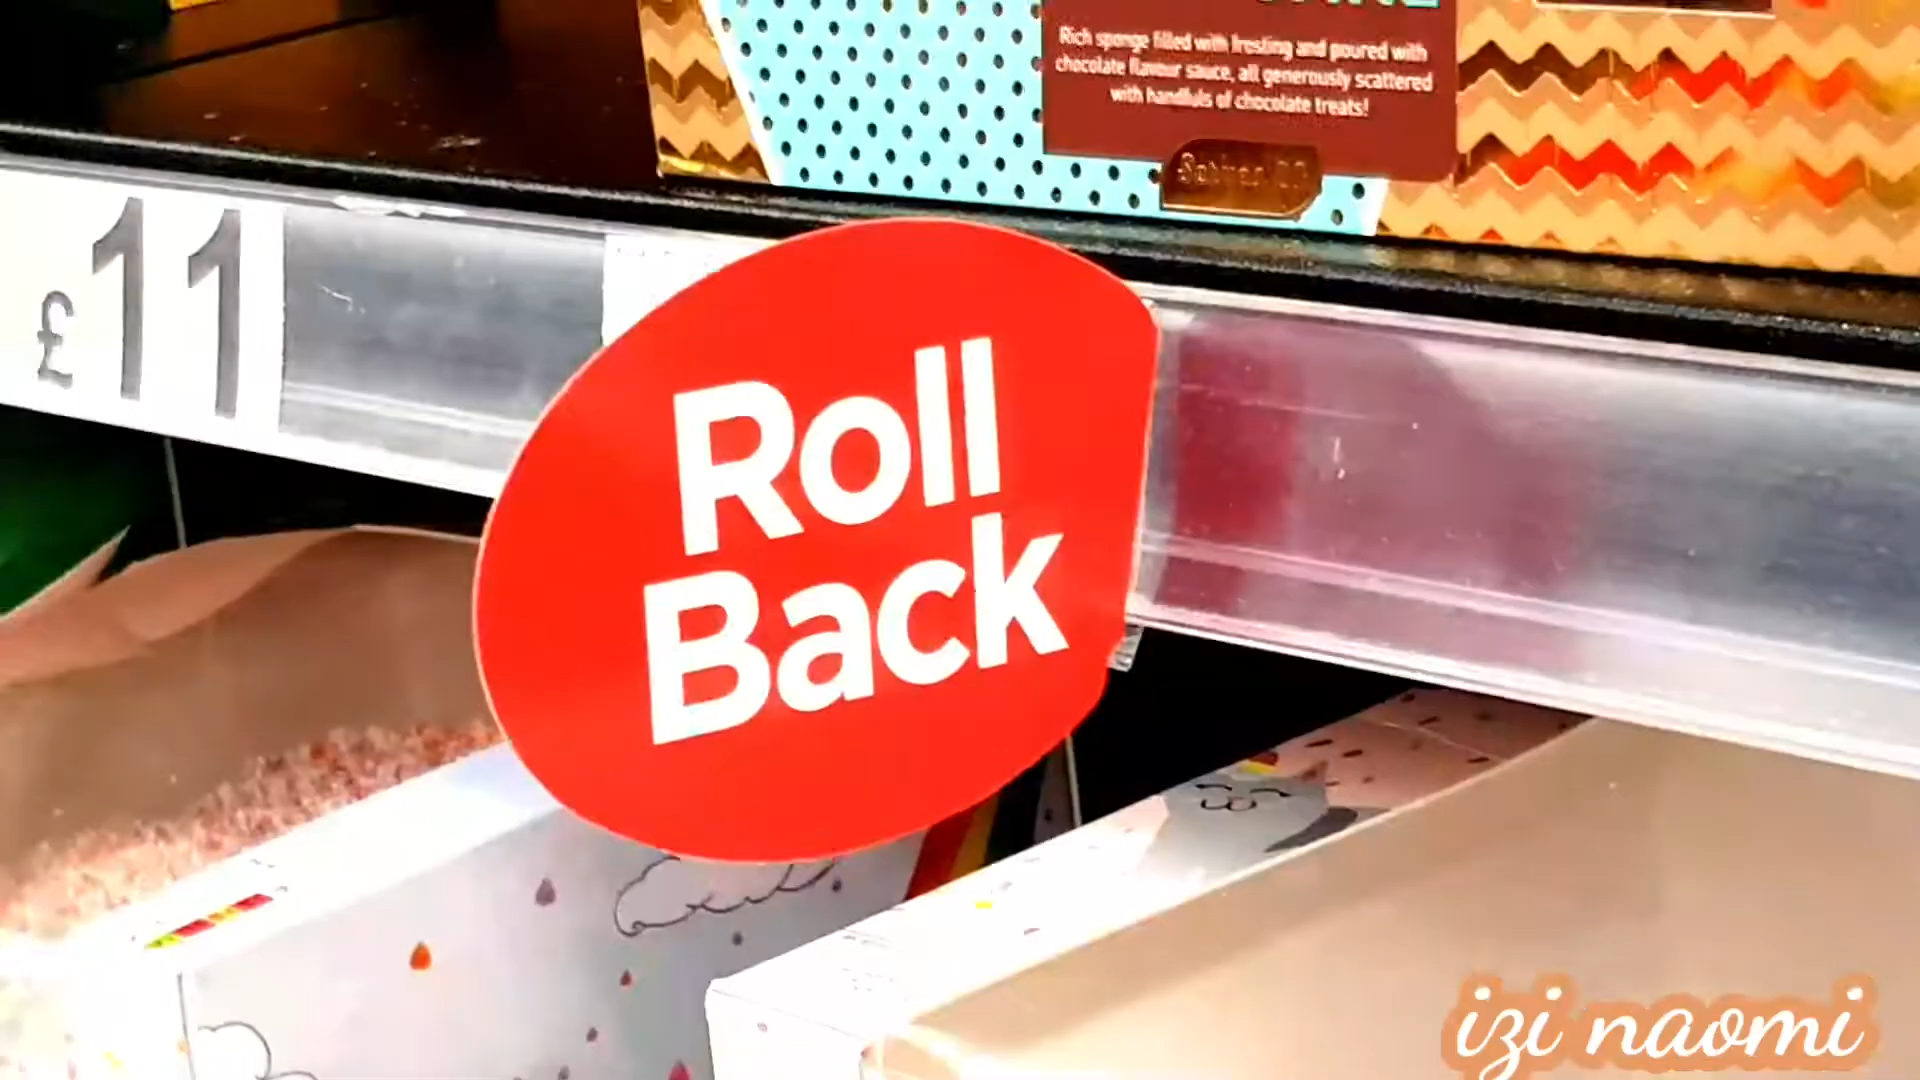 Rich sponge filled with frosting and poured with
chocolate flavour sauce, all generously scattered
with handfuls of chocolate treats!
£11
Roll
Back
izi naomi